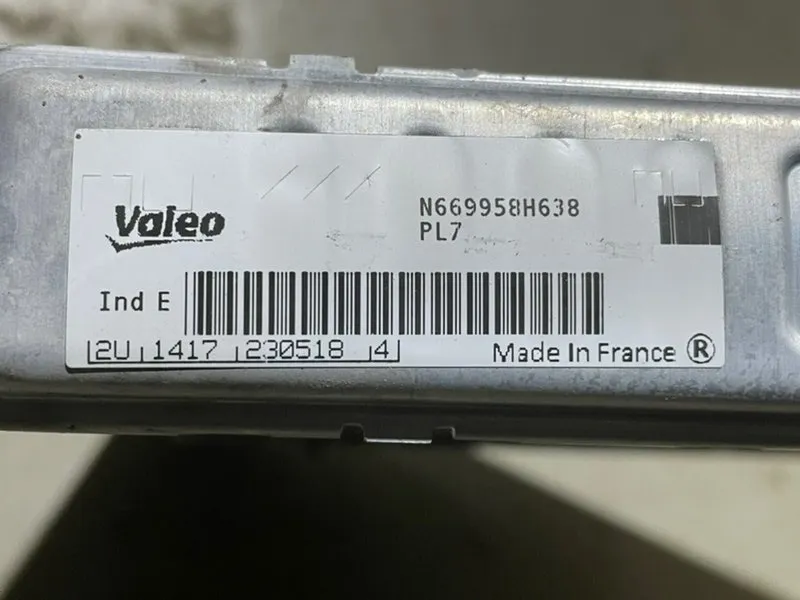 Valeo
N669958H638
PL7
Ind E
2U 1417 230518 4
Made In France ®